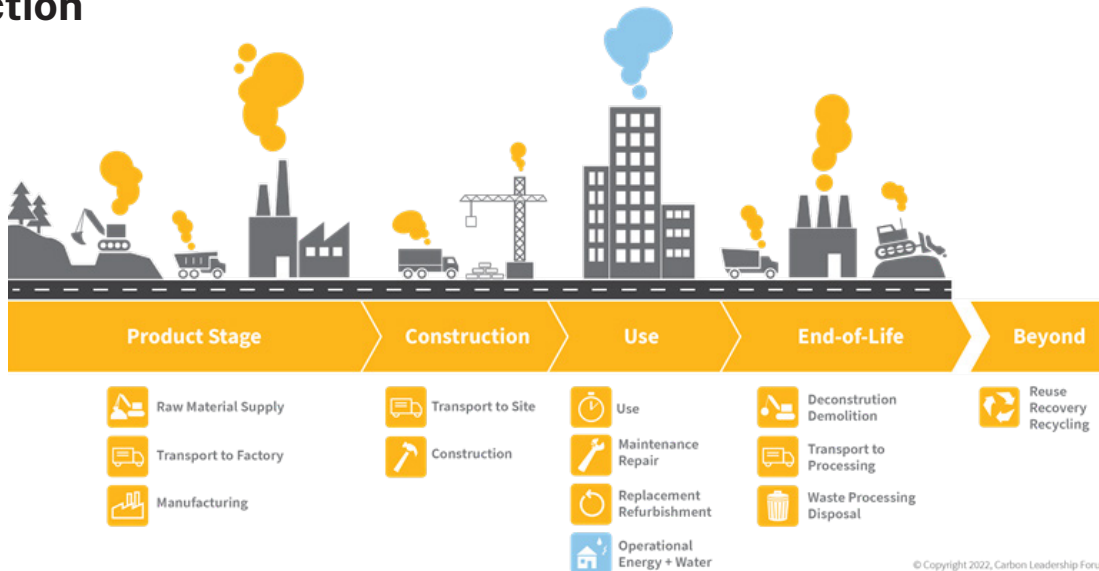 ction
Product Stage
Construction
Use
End-of-Life
Beyond
Raw Material Supply
Transport to Factory
Manufacturing
Transport to Site
Construction
Use
Maintenance
Repair
Replacement
Refurbishment
Operational
Energy + Water
Deconstrution
Demolition
Transport to
Processing
Waste Processing
Disposal
Reuse
Recovery
Recycling
© Copyright 2022, Carbon Leadership Foru